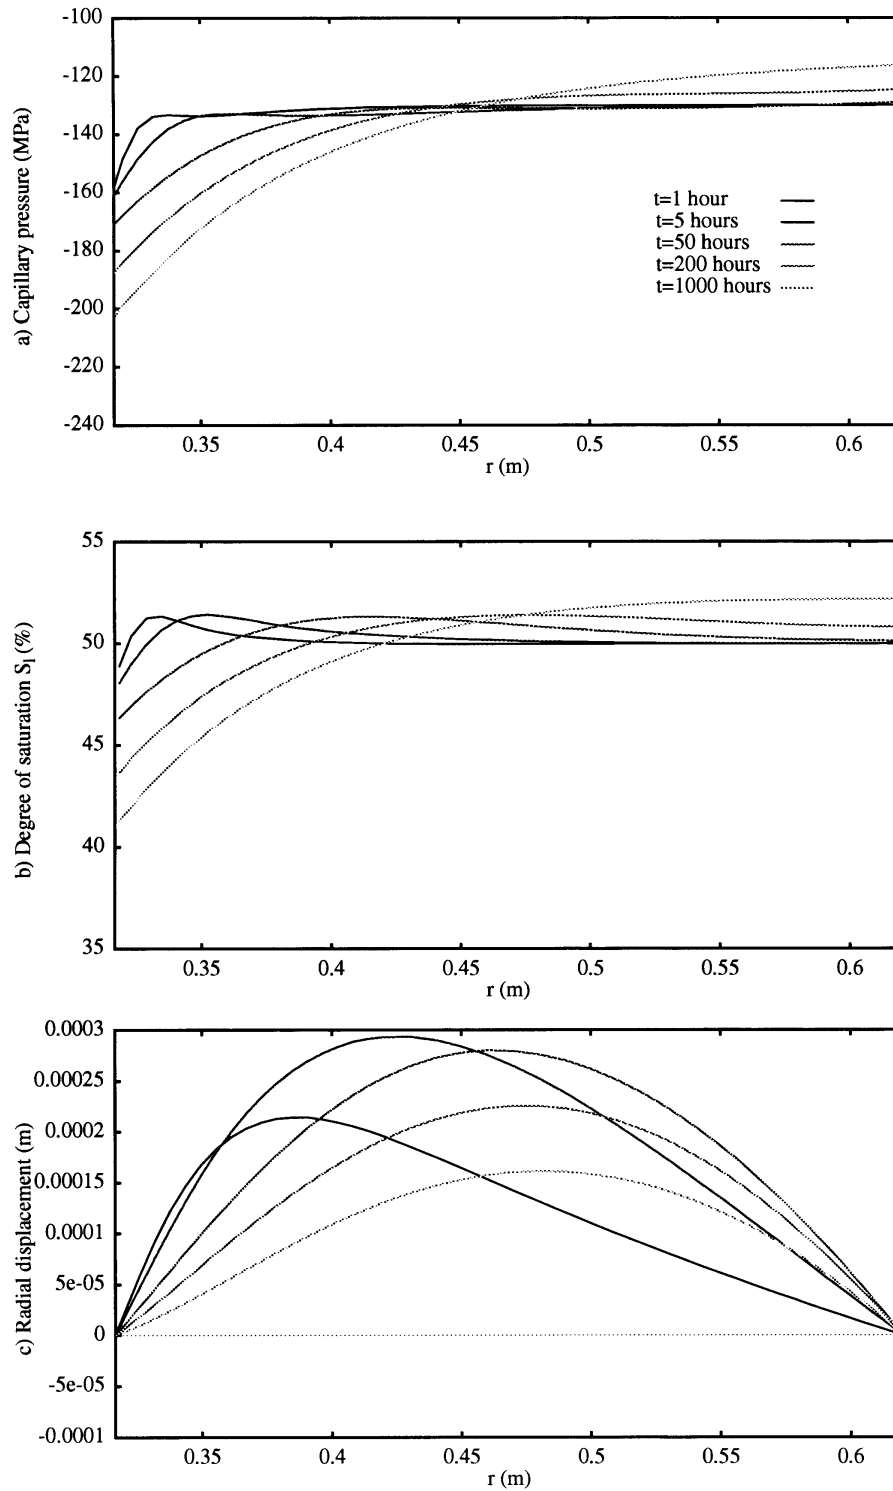 -100
-120
-140
-160
-180
-200
-220
-240
a) Capillary pressure (MPa)
t=1 hour
t=5 hours
t=50 hours
t=200 hours
t=1000 hours
0.35 0.4 0.45 0.5 0.55 0.6
r (m)
55
50
45
40
35
b) Degree of saturation Sl (%)
0.35 0.4 0.45 0.5 0.55 0.6
r (m)
0.0003
0.00025
0.0002
0.00015
0.0001
5e-05
0
-5e-05
-0.0001
c) Radial displacement (m)
0.35 0.4 0.45 0.5 0.55 0.6
r (m)